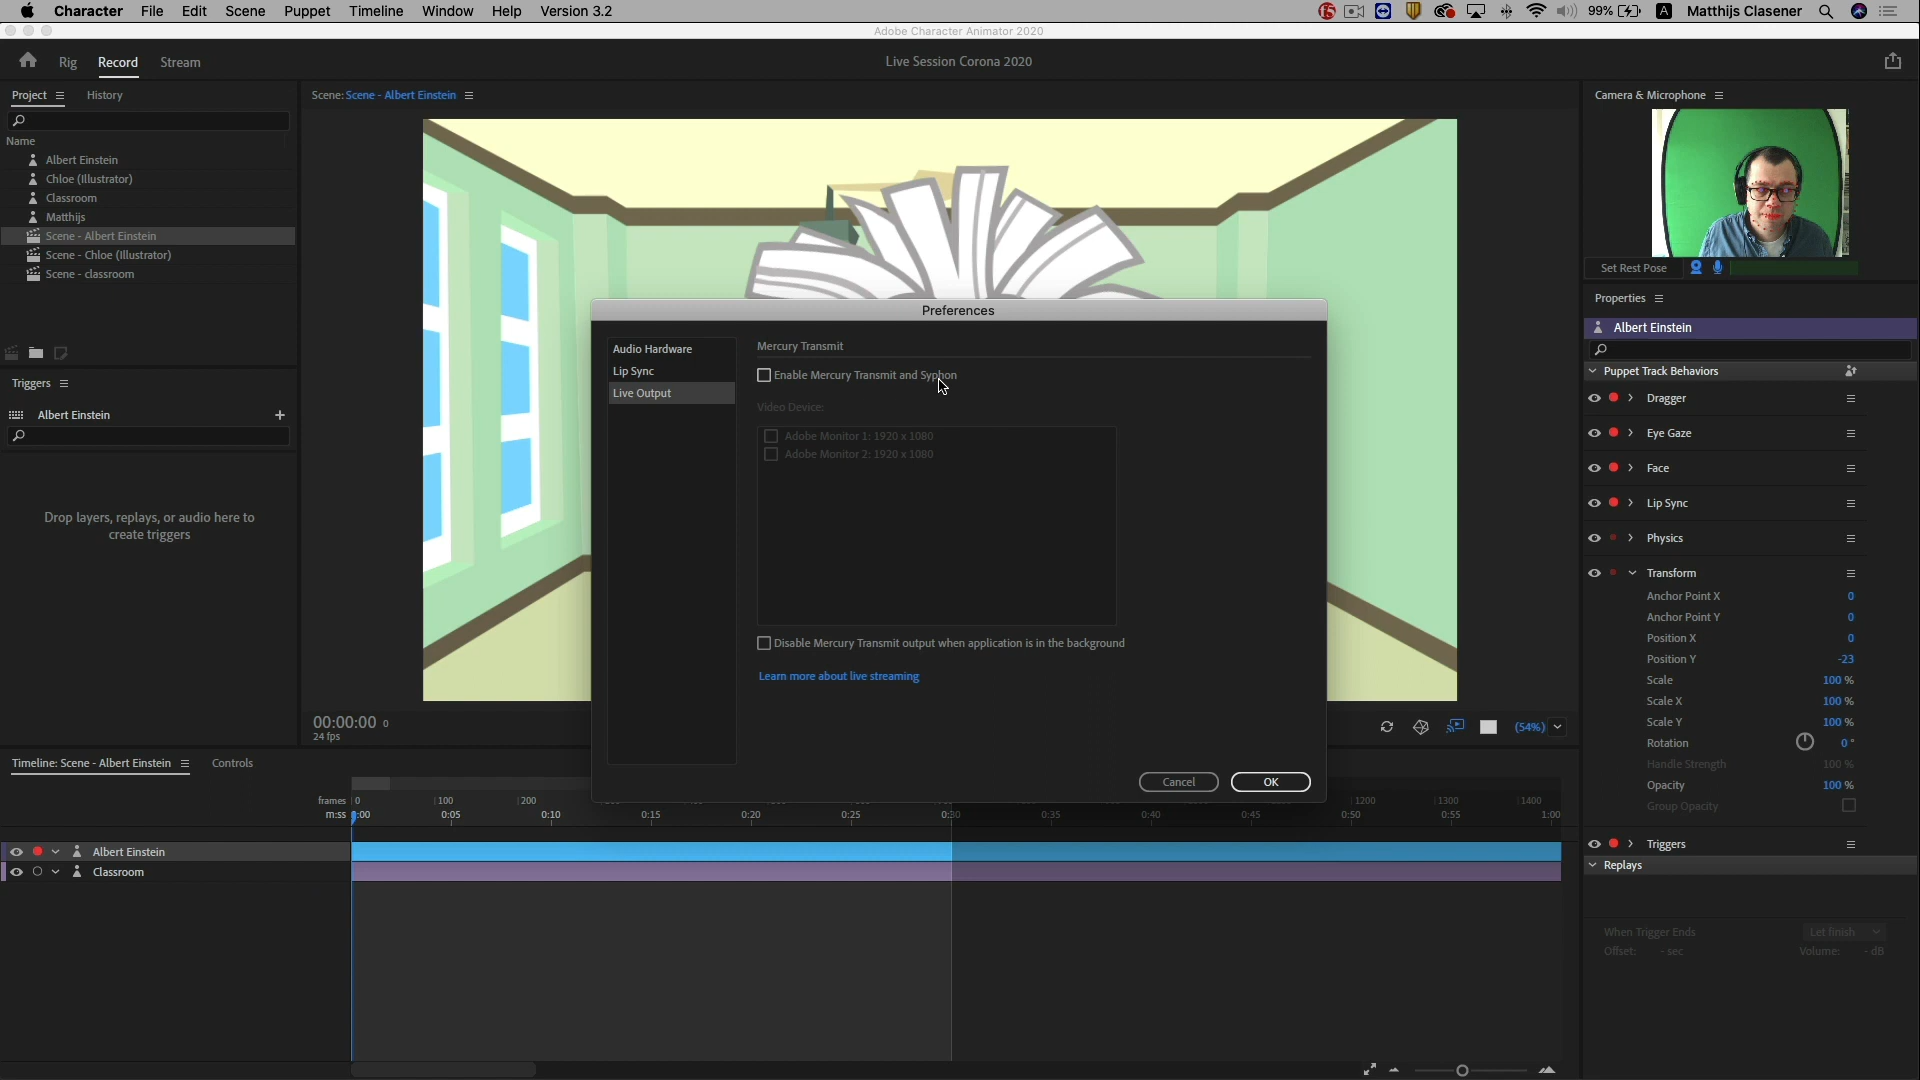 Character File Edit Scene Puppet Timeline Window Help Version 3.2 99% A Matthijs Clasener
Adobe Character Animator 2020
Rig Record Stream Live Session Corona 2020
Project History
Name
Albert Einstein
Chloe (Illustrator)
Classroom
Matthijs
Scene - Albert Einstein
Scene - Chloe (Illustrator)
Scene - classroom
Triggers
Albert Einstein
Drop layers, replays, or audio here to
create triggers
Scene: Scene - Albert Einstein
Preferences
Audio Hardware
Lip Sync
Live Output
Mercury Transmit
Enable Mercury Transmit and Syphon
Video Device:
Adobe Monitor 1: 1920 x 1080
Adobe Monitor 2: 1920 x 1080
Disable Mercury Transmit output when application is in the background
Learn more about live streaming
Cancel OK
00:00:00 0
24 fps
(54%)
Camera & Microphone
Set Rest Pose
Properties
Albert Einstein
Puppet Track Behaviors
Dragger
Eye Gaze
Face
Lip Sync
Physics
Transform
Anchor Point X 0
Anchor Point Y 0
Position X 0
Position Y -23
Scale 100 %
Scale X 100 %
Scale Y 100 %
Rotation 0 °
Handle Strength 100 %
Opacity 100 %
Group Opacity
Triggers
Replays
When Trigger Ends Let finish
Offset: - sec Volume: - dB
Timeline: Scene - Albert Einstein Controls
frames 0 100 200 1200 1300 1400
m:ss 0:00 0:05 0:10 0:15 0:20 0:25 0:30 0:35 0:40 0:45 0:50 0:55 1:00
Albert Einstein
Classroom